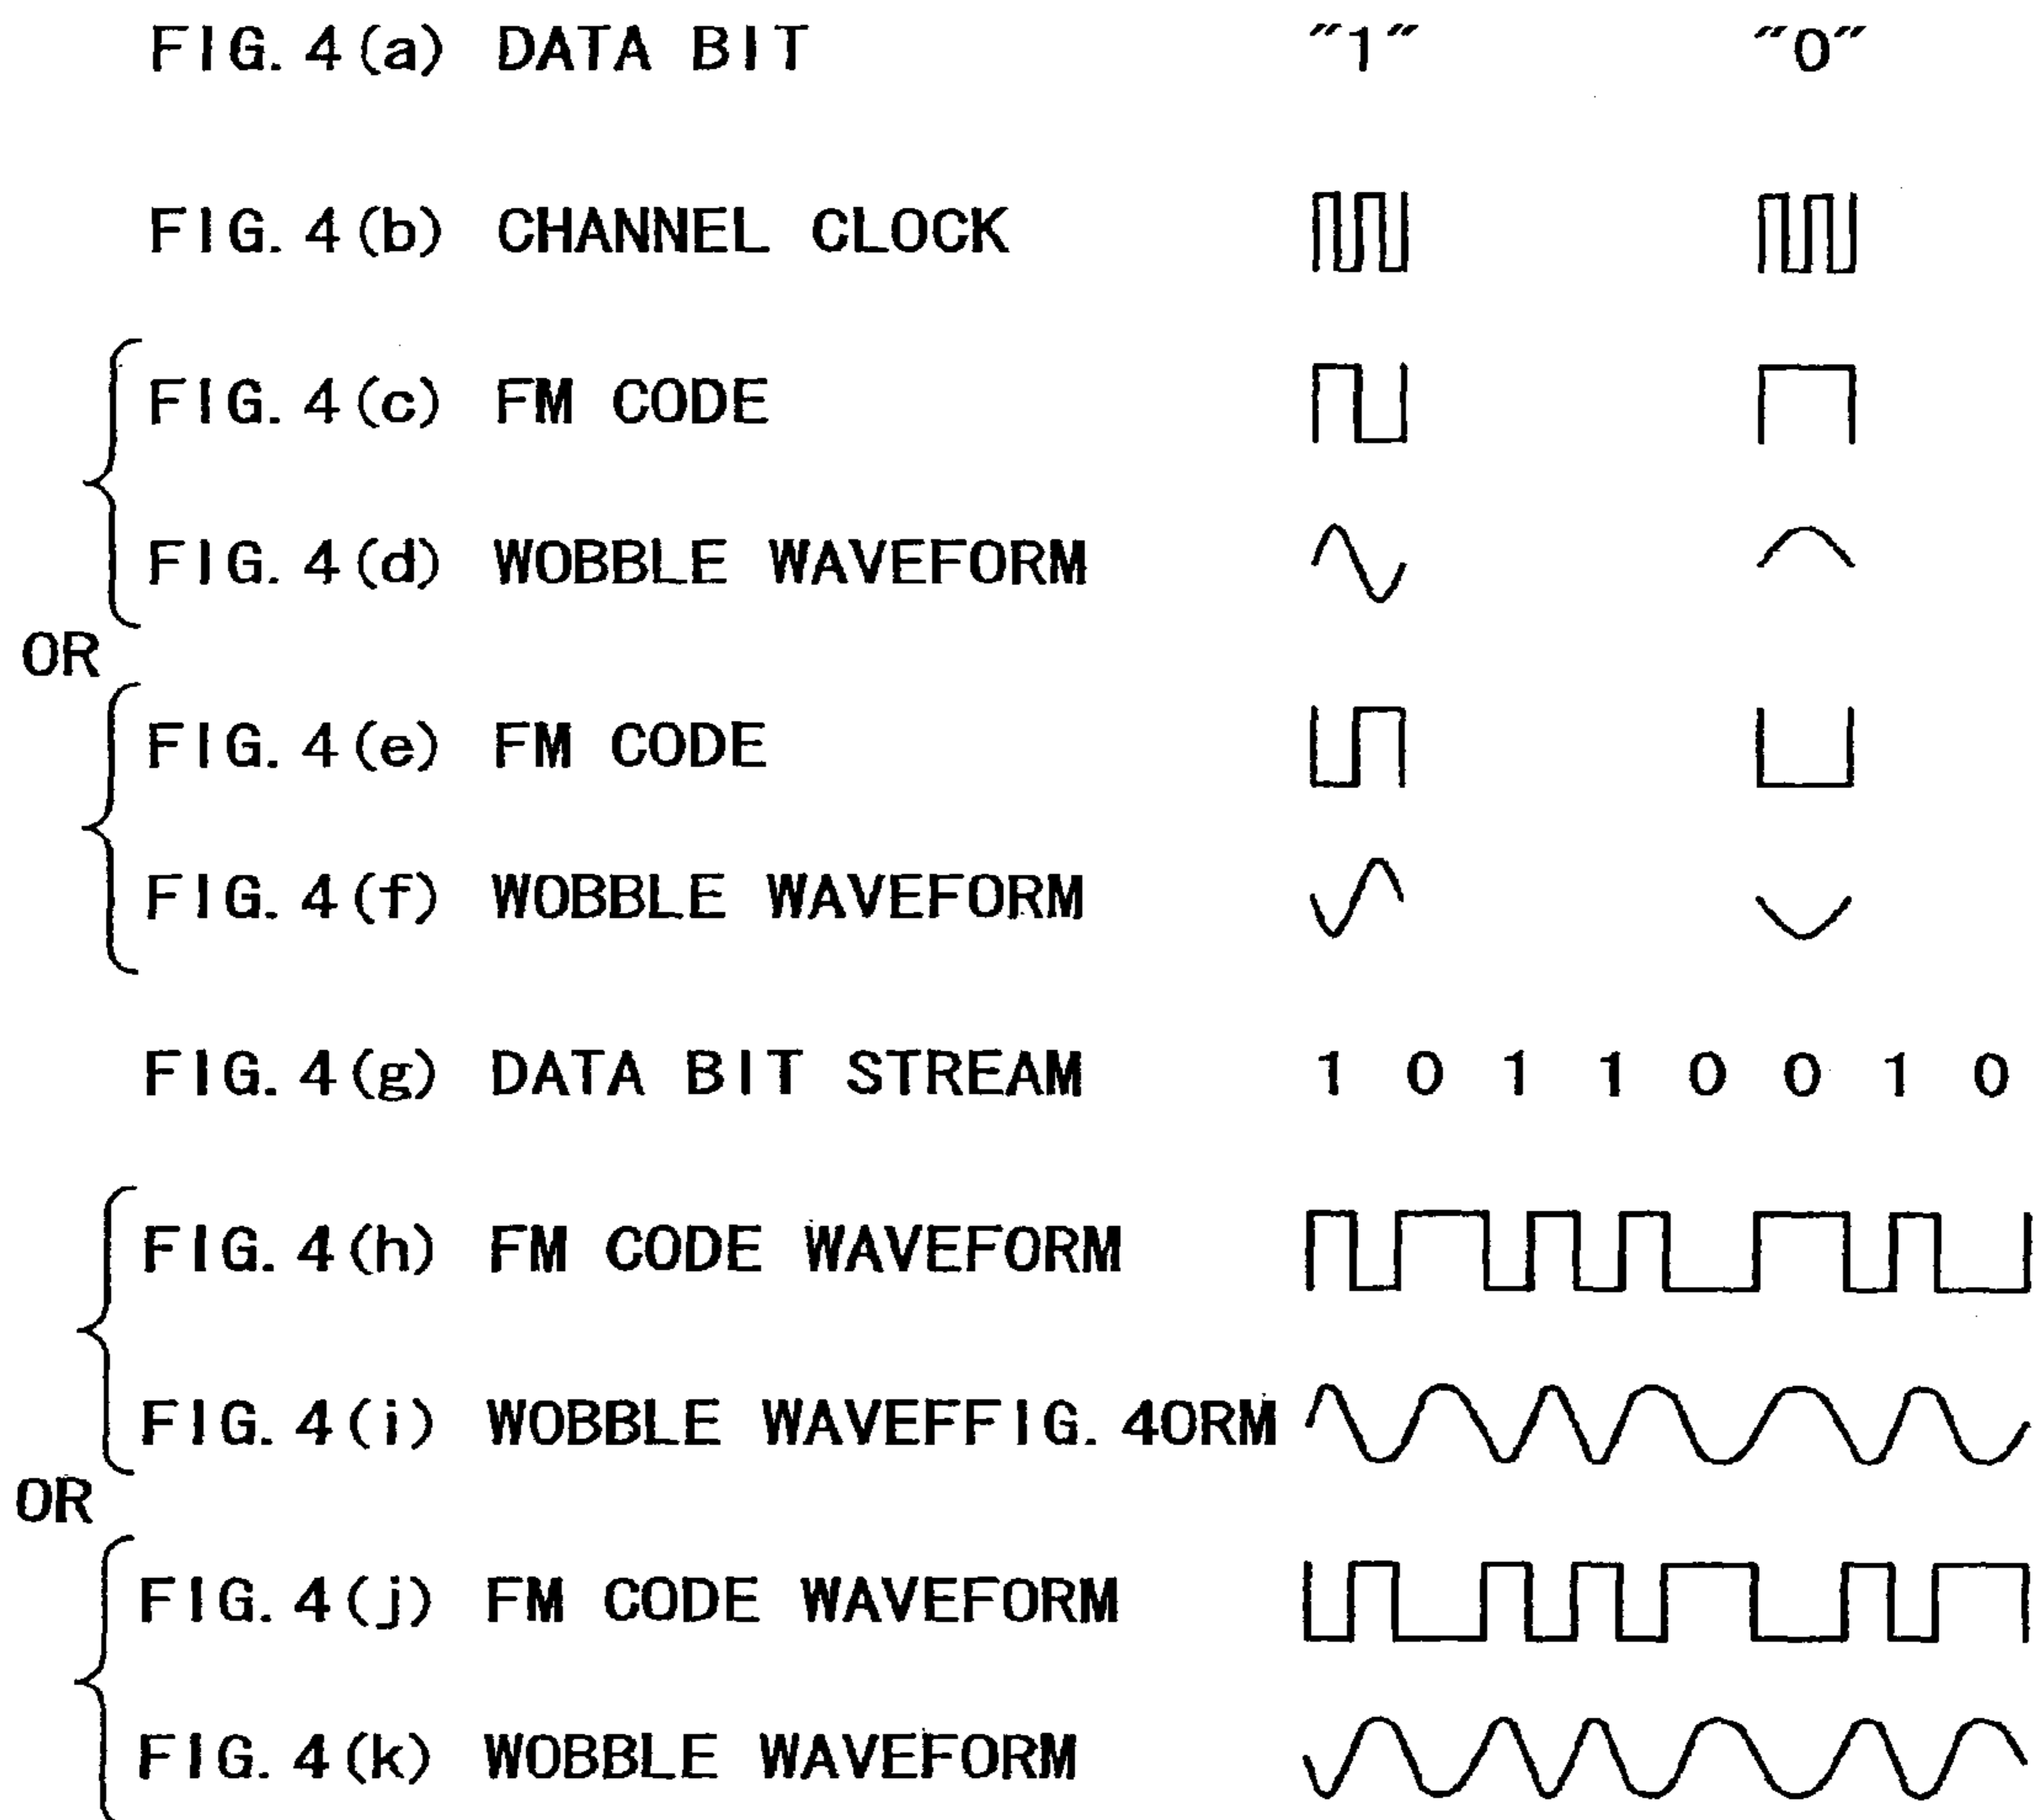 FIG. 4(a) DATA BIT "1" "0"
FIG. 4(b) CHANNEL CLOCK
FIG. 4(c) FM CODE
FIG. 4(d) WOBBLE WAVEFORM
OR
FIG. 4(e) FM CODE
FIG. 4(f) WOBBLE WAVEFORM
FIG. 4(g) DATA BIT STREAM 1 0 1 1 0 0 1 0
FIG. 4(h) FM CODE WAVEFORM
FIG. 4(i) WOBBLE WAVEFFIG. 4ORM
OR
FIG. 4(j) FM CODE WAVEFORM
FIG. 4(k) WOBBLE WAVEFORM